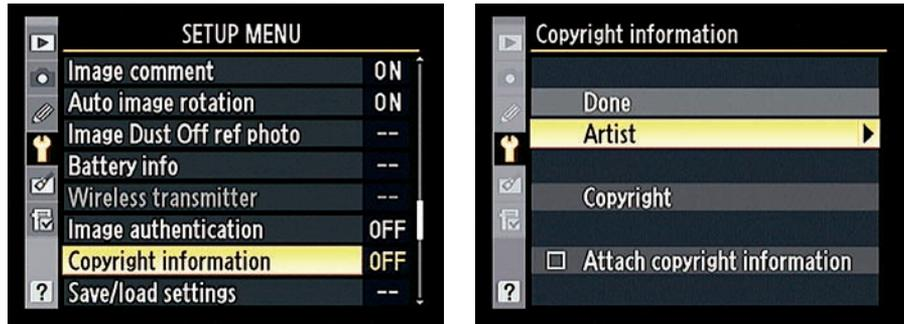 SETUP MENU
Image comment ON
Auto image rotation ON
Image Dust Off ref photo --
Battery info --
Wireless transmitter --
Image authentication OFF
Copyright information OFF
Save/load settings --
?
Copyright information
Done
Artist
Copyright
Attach copyright information
?